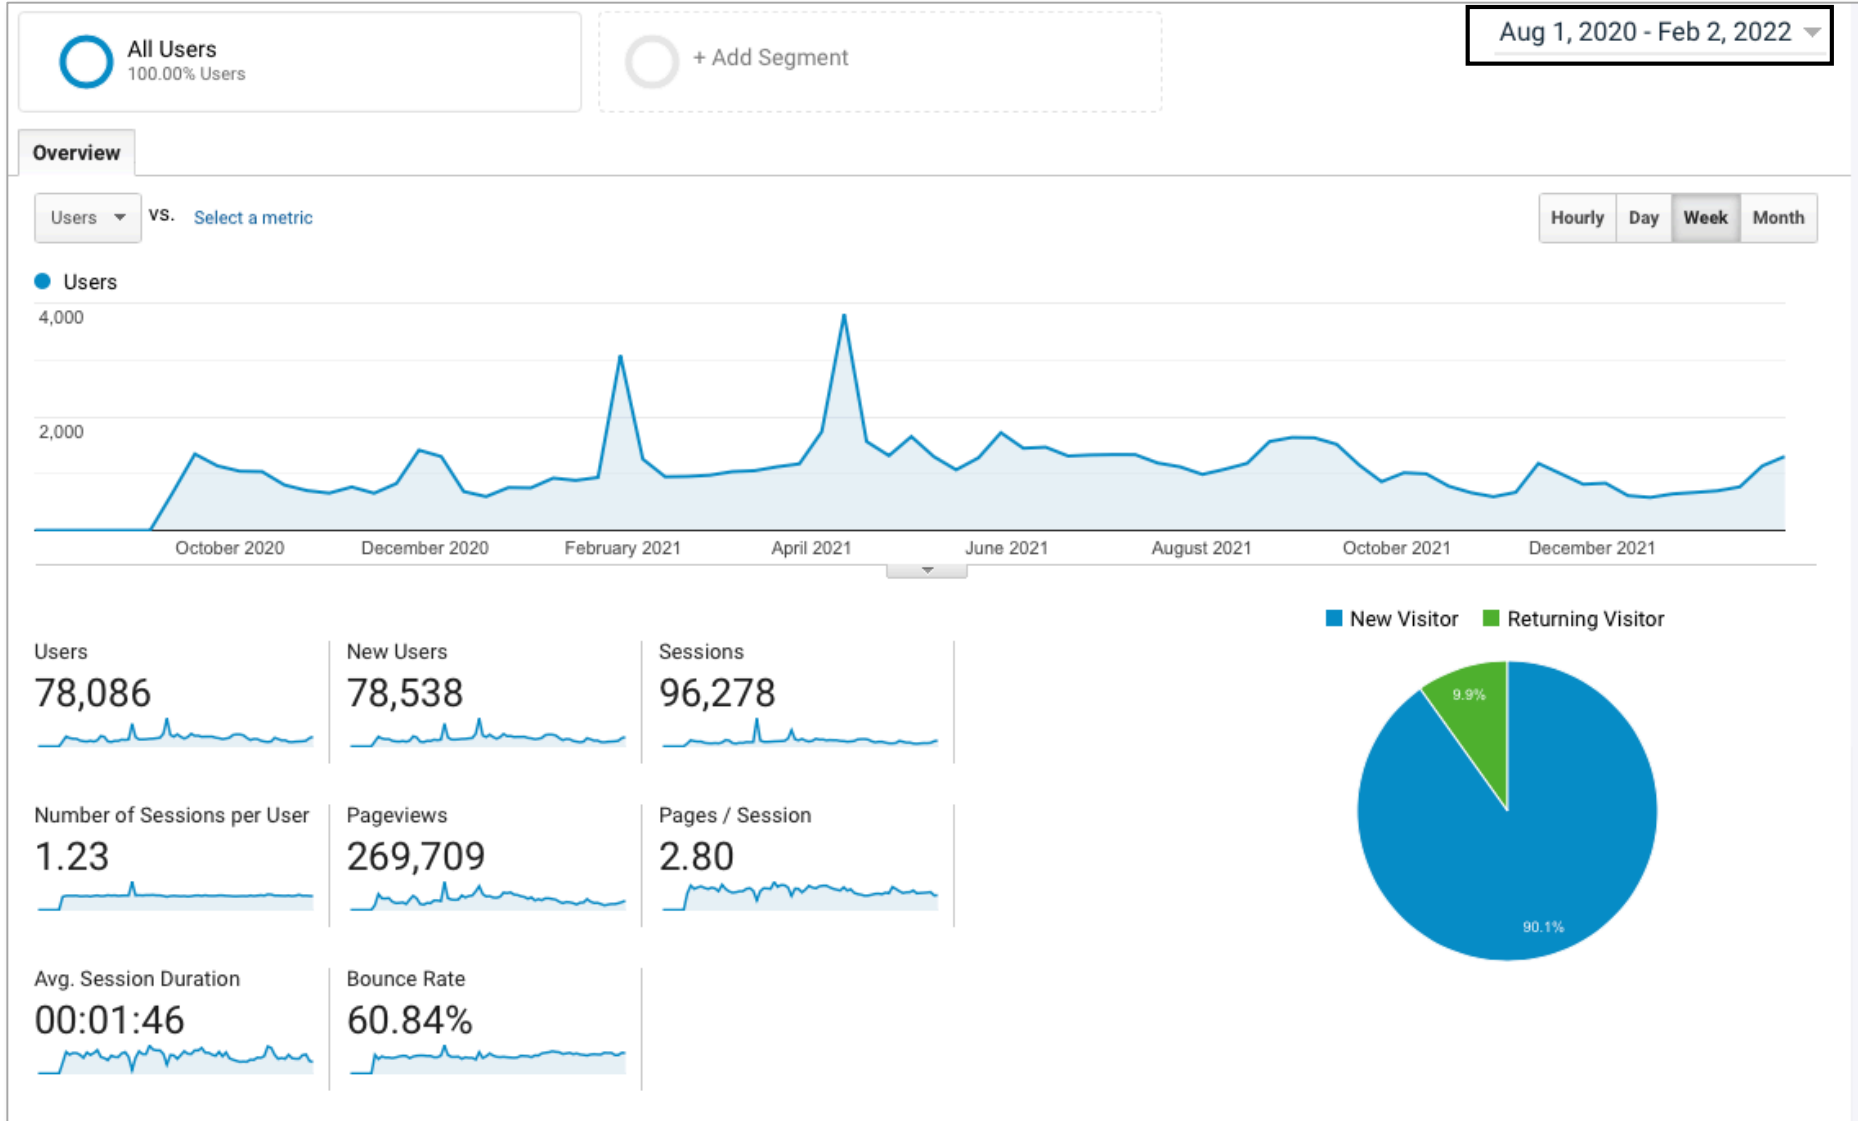 All Users
100.00% Users
+ Add Segment
Aug 1, 2020 - Feb 2, 2022
Overview
Users
VS.
Select a metric
Hourly
Day
Week
Month
Users
4,000
2,000
October 2020
December 2020
February 2021
April 2021
June 2021
August 2021
October 2021
December 2021
New Visitor
Returning Visitor
Users
78,086
New Users
78,538
Sessions
96,278
Number of Sessions per User
1.23
Pageviews
269,709
Pages / Session
2.80
Avg. Session Duration
00:01:46
Bounce Rate
60.84%
9.9%
90.1%